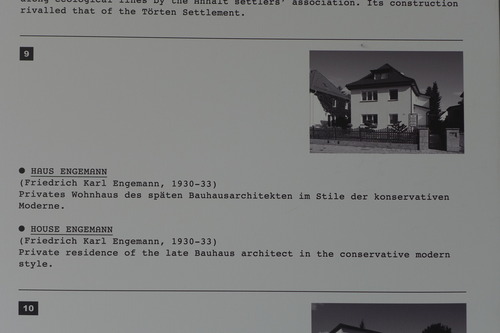 along ecological lines by the Anhalt settlers' association. Its construction
rivalled that of the Törten Settlement.
9
● HAUS ENGEMANN
(Friedrich Karl Engemann, 1930-33)
Privates Wohnhaus des späten Bauhausarchitekten im Stile der konservativen
Moderne.
● HOUSE ENGEMANN
(Friedrich Karl Engemann, 1930-33)
Private residence of the late Bauhaus architect in the conservative modern
style.
10